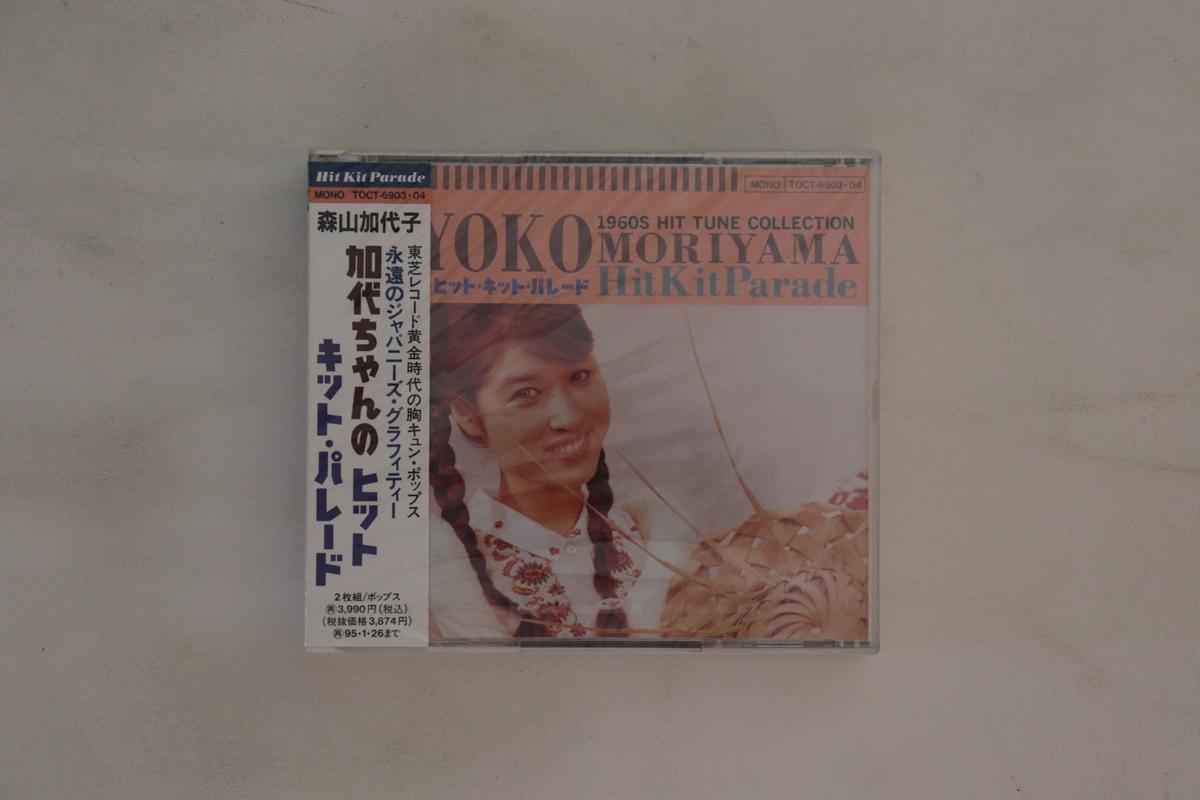 Hit Kit Parade
MONO TOCT-6903・04
森山加代子
東芝レコード黄金時代の胸キュン・ポップス
永遠のジャパニーズ・グラフィティー
加代ちゃんの ヒット
キット・パレード
2枚組/ポップス
㊢3,990円(税込)
(税抜価格3,874円)
㊢95・1・26まで
MONO TOCT-6903・04
YOKO
1960S HIT TUNE COLLECTION
MORIYAMA
ヒット・キット・パレード
HitKitParade